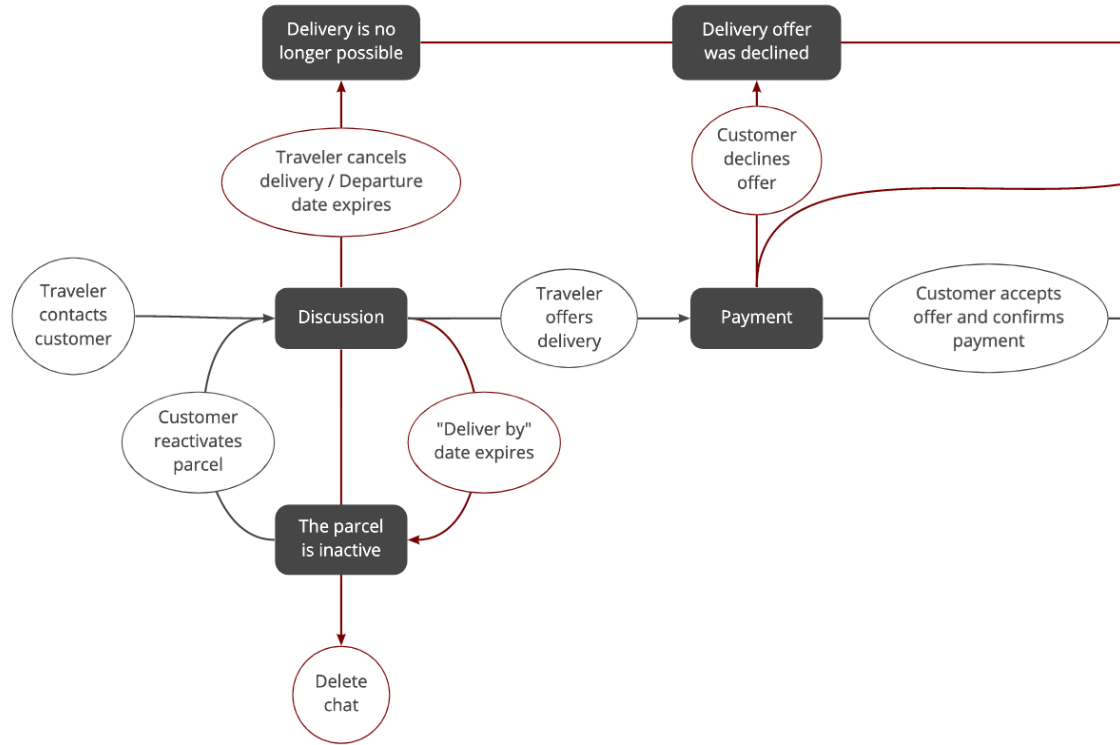 Delivery is no
longer possible
Delivery offer
was declined
Customer
declines
offer
Traveler cancels
delivery / Departure
date expires
Traveler
contacts
customer
Discussion
Traveler
offers
delivery
Payment
Customer accepts
offer and confirms
payment
Customer
reactivates
parcel
"Deliver by"
date expires
The parcel
is inactive
Delete
chat